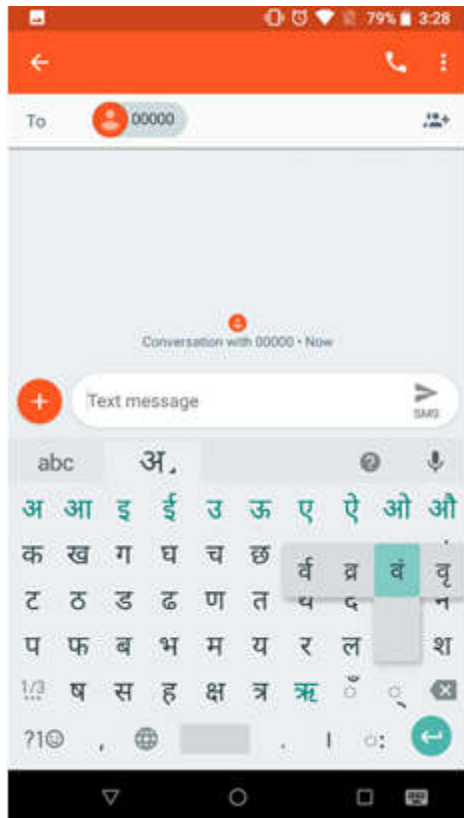 79% 3:28
To 00000
Conversation with 00000 • Now
Text message
SMS
abc अ
अ आ इ ई उ ऊ ए ऐ ओ औ
क ख ग घ च छ
र्व व्र वं वृ
ट ठ ड ढ ण त
प फ ब भ म य र ल श
1/3 ष स ह क्ष त्र ऋ ँ ्
?1☺ , . । ः